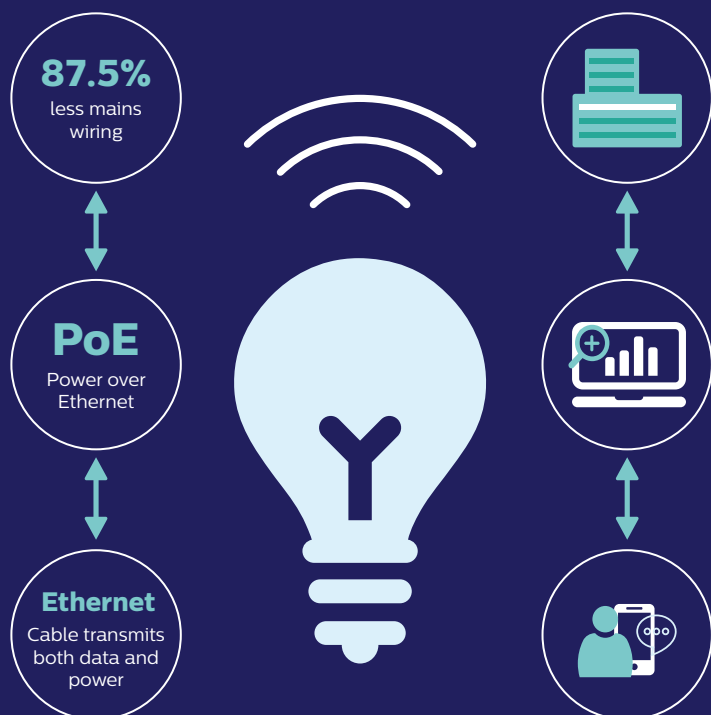 87.5%
less mains
wiring
PoE
Power over
Ethernet
Ethernet
Cable transmits
both data and
power